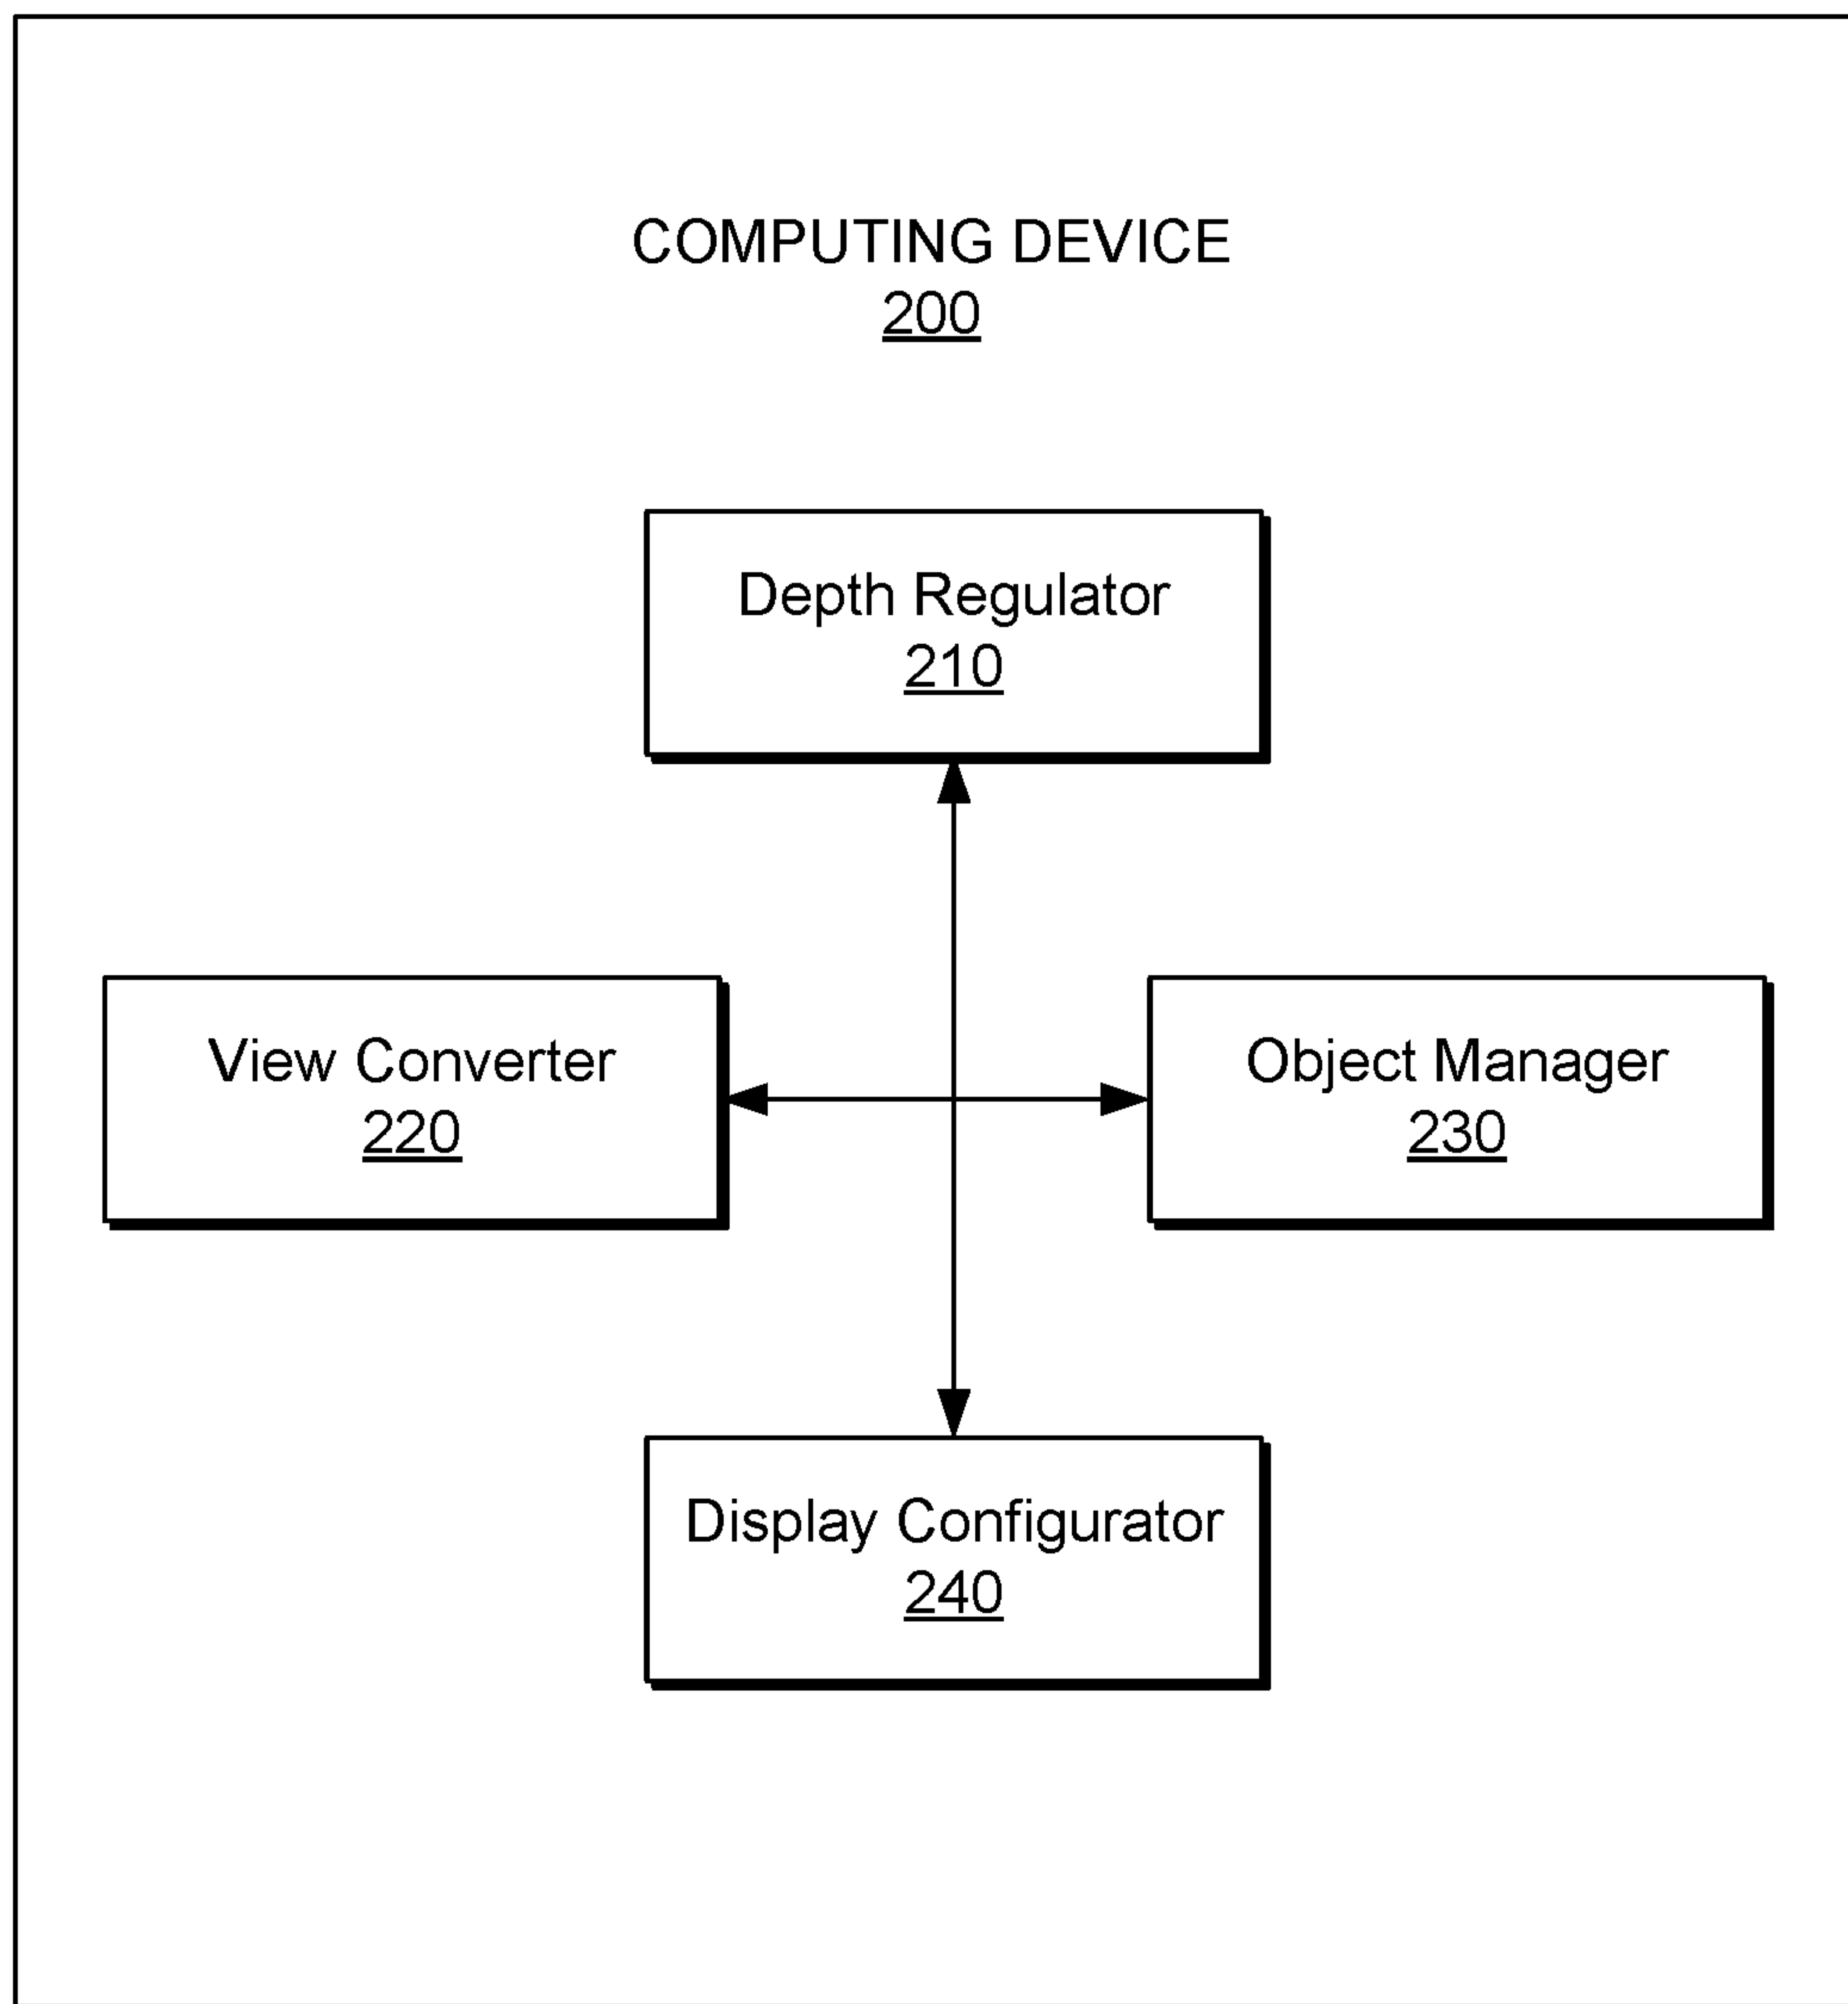 COMPUTING DEVICE
200
Depth Regulator
210
View Converter
220
Object Manager
230
Display Configurator
240